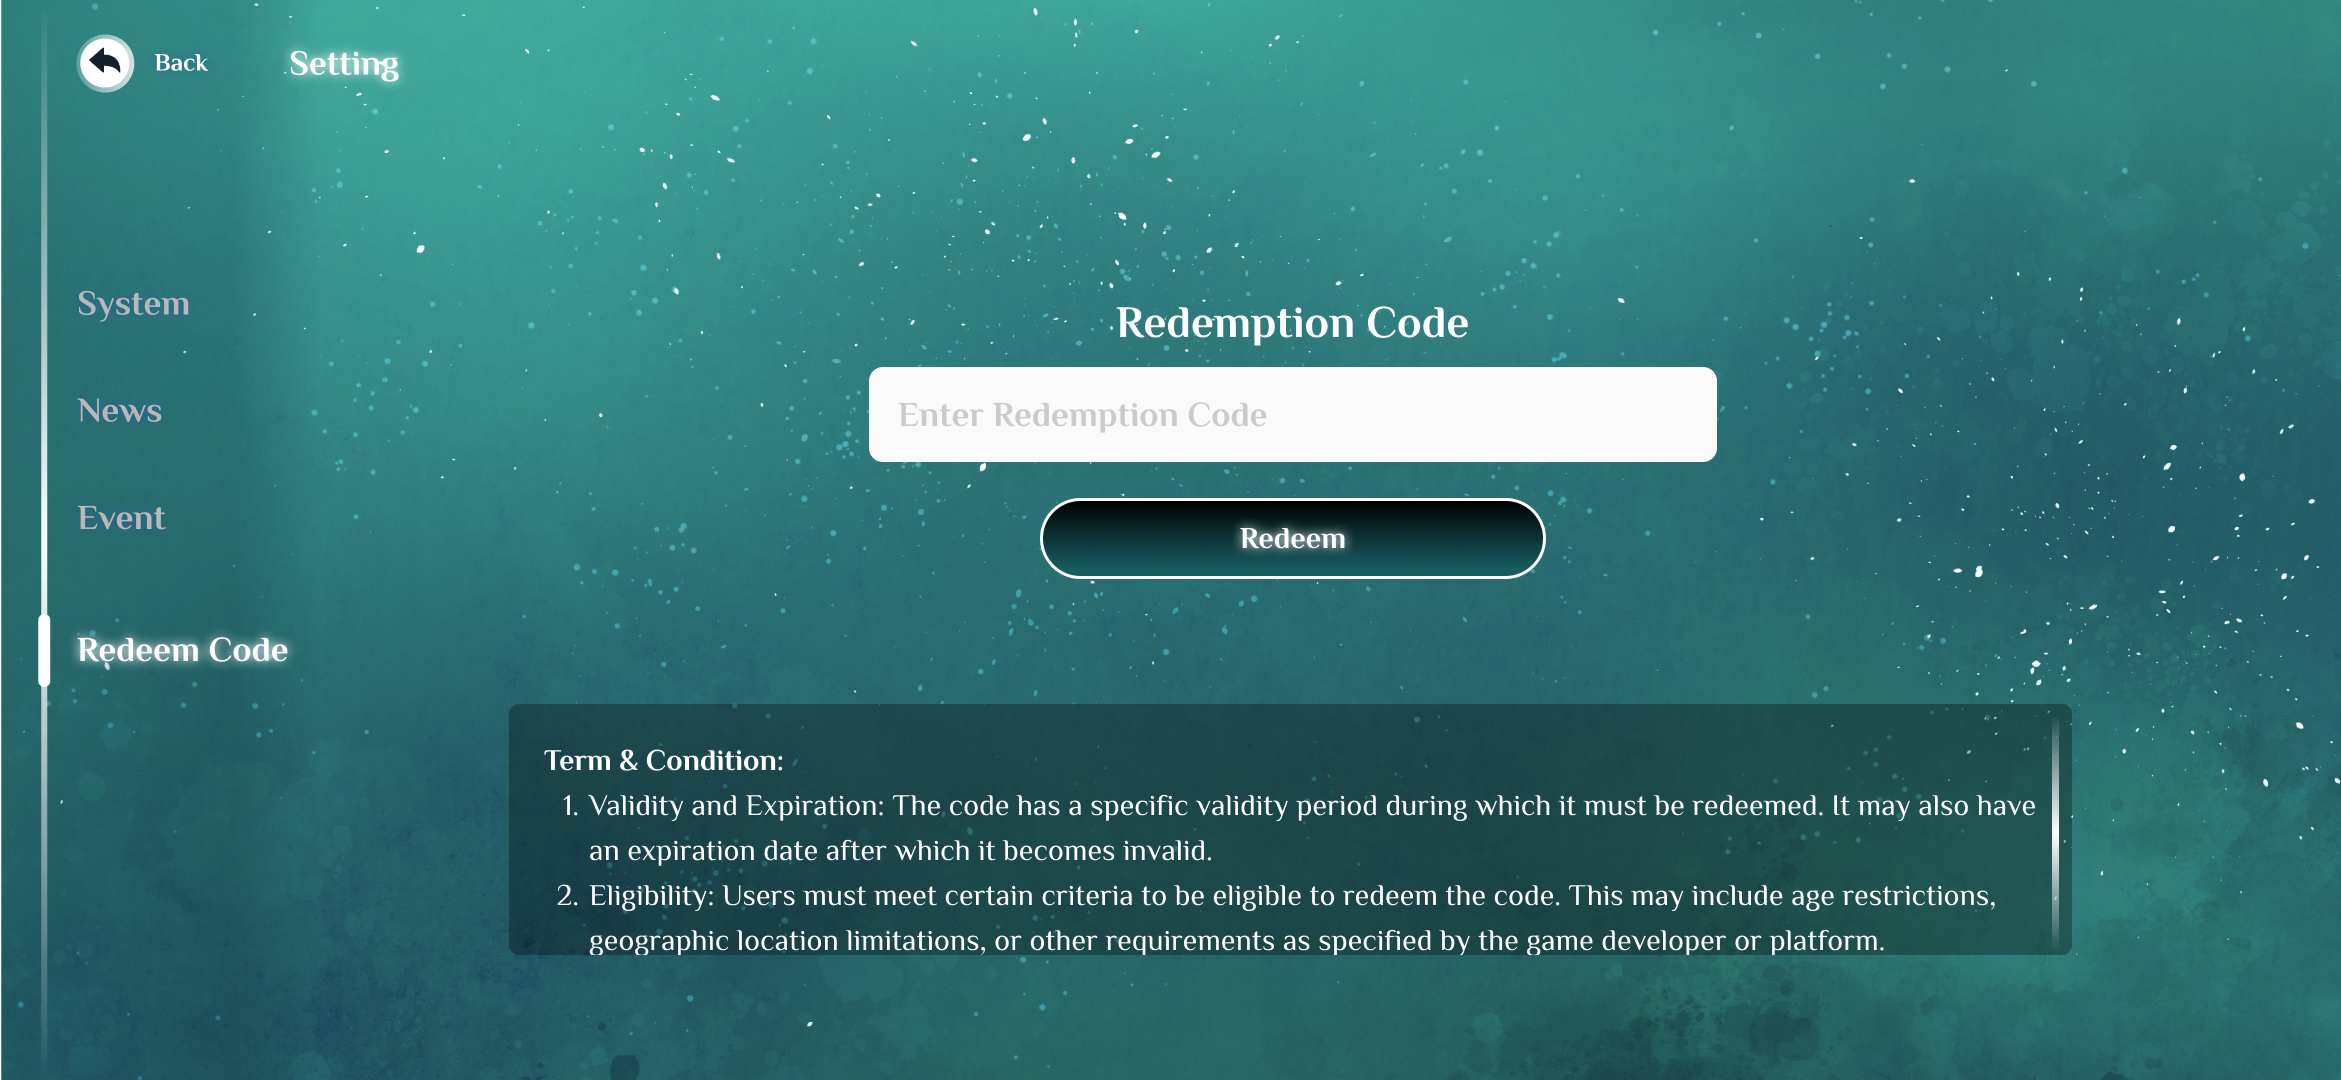 Back
Setting
System
News
Event
Redeem Code
Redemption Code
Enter Redemption Code
Redeem
Term & Condition:
1. Validity and Expiration: The code has a specific validity period during which it must be redeemed. It may also have
an expiration date after which it becomes invalid.
2. Eligibility: Users must meet certain criteria to be eligible to redeem the code. This may include age restrictions,
geographic location limitations, or other requirements as specified by the game developer or platform.